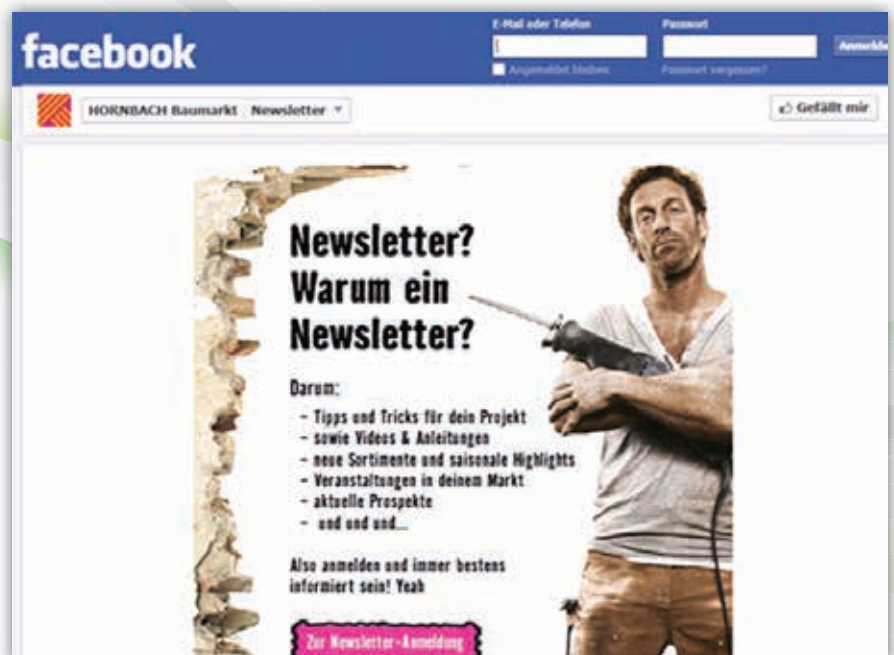 E-Mail oder Telefon
Passwort
facebook
Anmelde
Angemeldet bleiben
Passwort vergessen?
HORNBACH Baumarkt Newsletter
Gefällt mir
Newsletter?
Warum ein
Newsletter?
Darum:
- Tipps und Tricks für dein Projekt
- sowie Videos & Anleitungen
- neue Sortimente und saisonale Highlights
- Veranstaltungen in deinem Markt
- aktuelle Prospekte
- und und und...
Also anmelden und immer bestens
informiert sein! Yeah
Zur Newsletter-Anmeldung